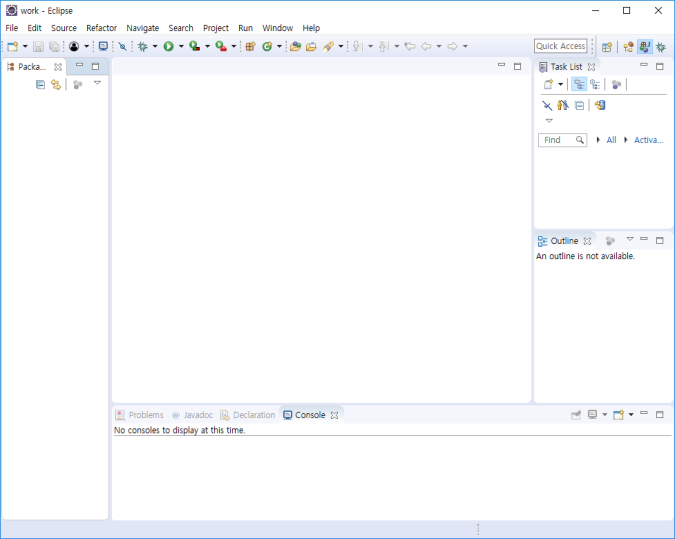 work - Eclipse
File Edit Source Refactor Navigate Search Project Run Window Help
Quick Access
Packa...
Task List
Find All Activa...
Outline
An outline is not available.
Problems @ Javadoc Declaration Console
No consoles to display at this time.